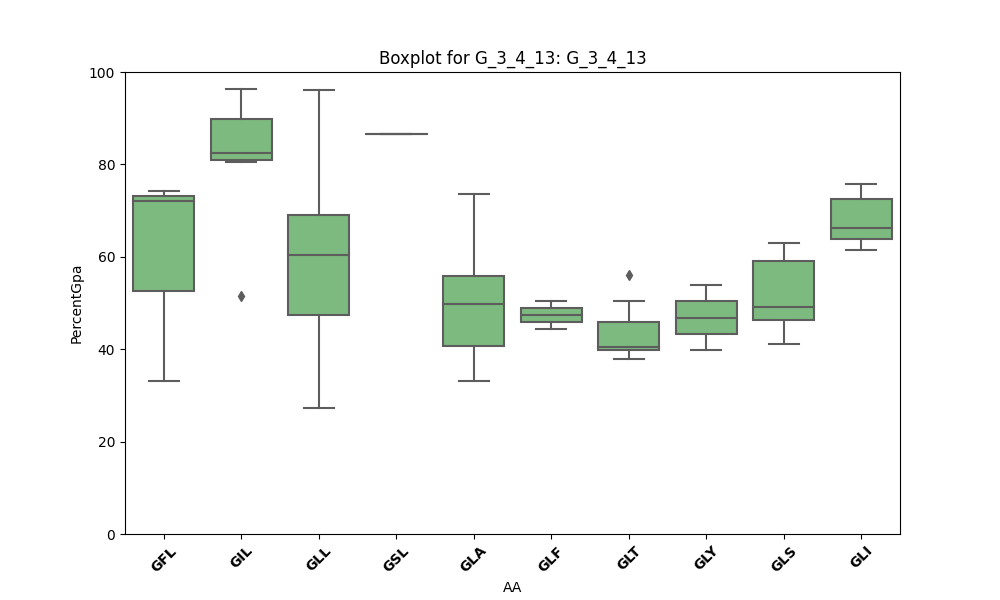 Boxplot for G_3_4_13: G_3_4_13
100
80
60
40
20
0
PercentGpa
GFL
GIL
GLL
GSL
GLA
GLF
GLT
GLY
GLS
GLI
AA